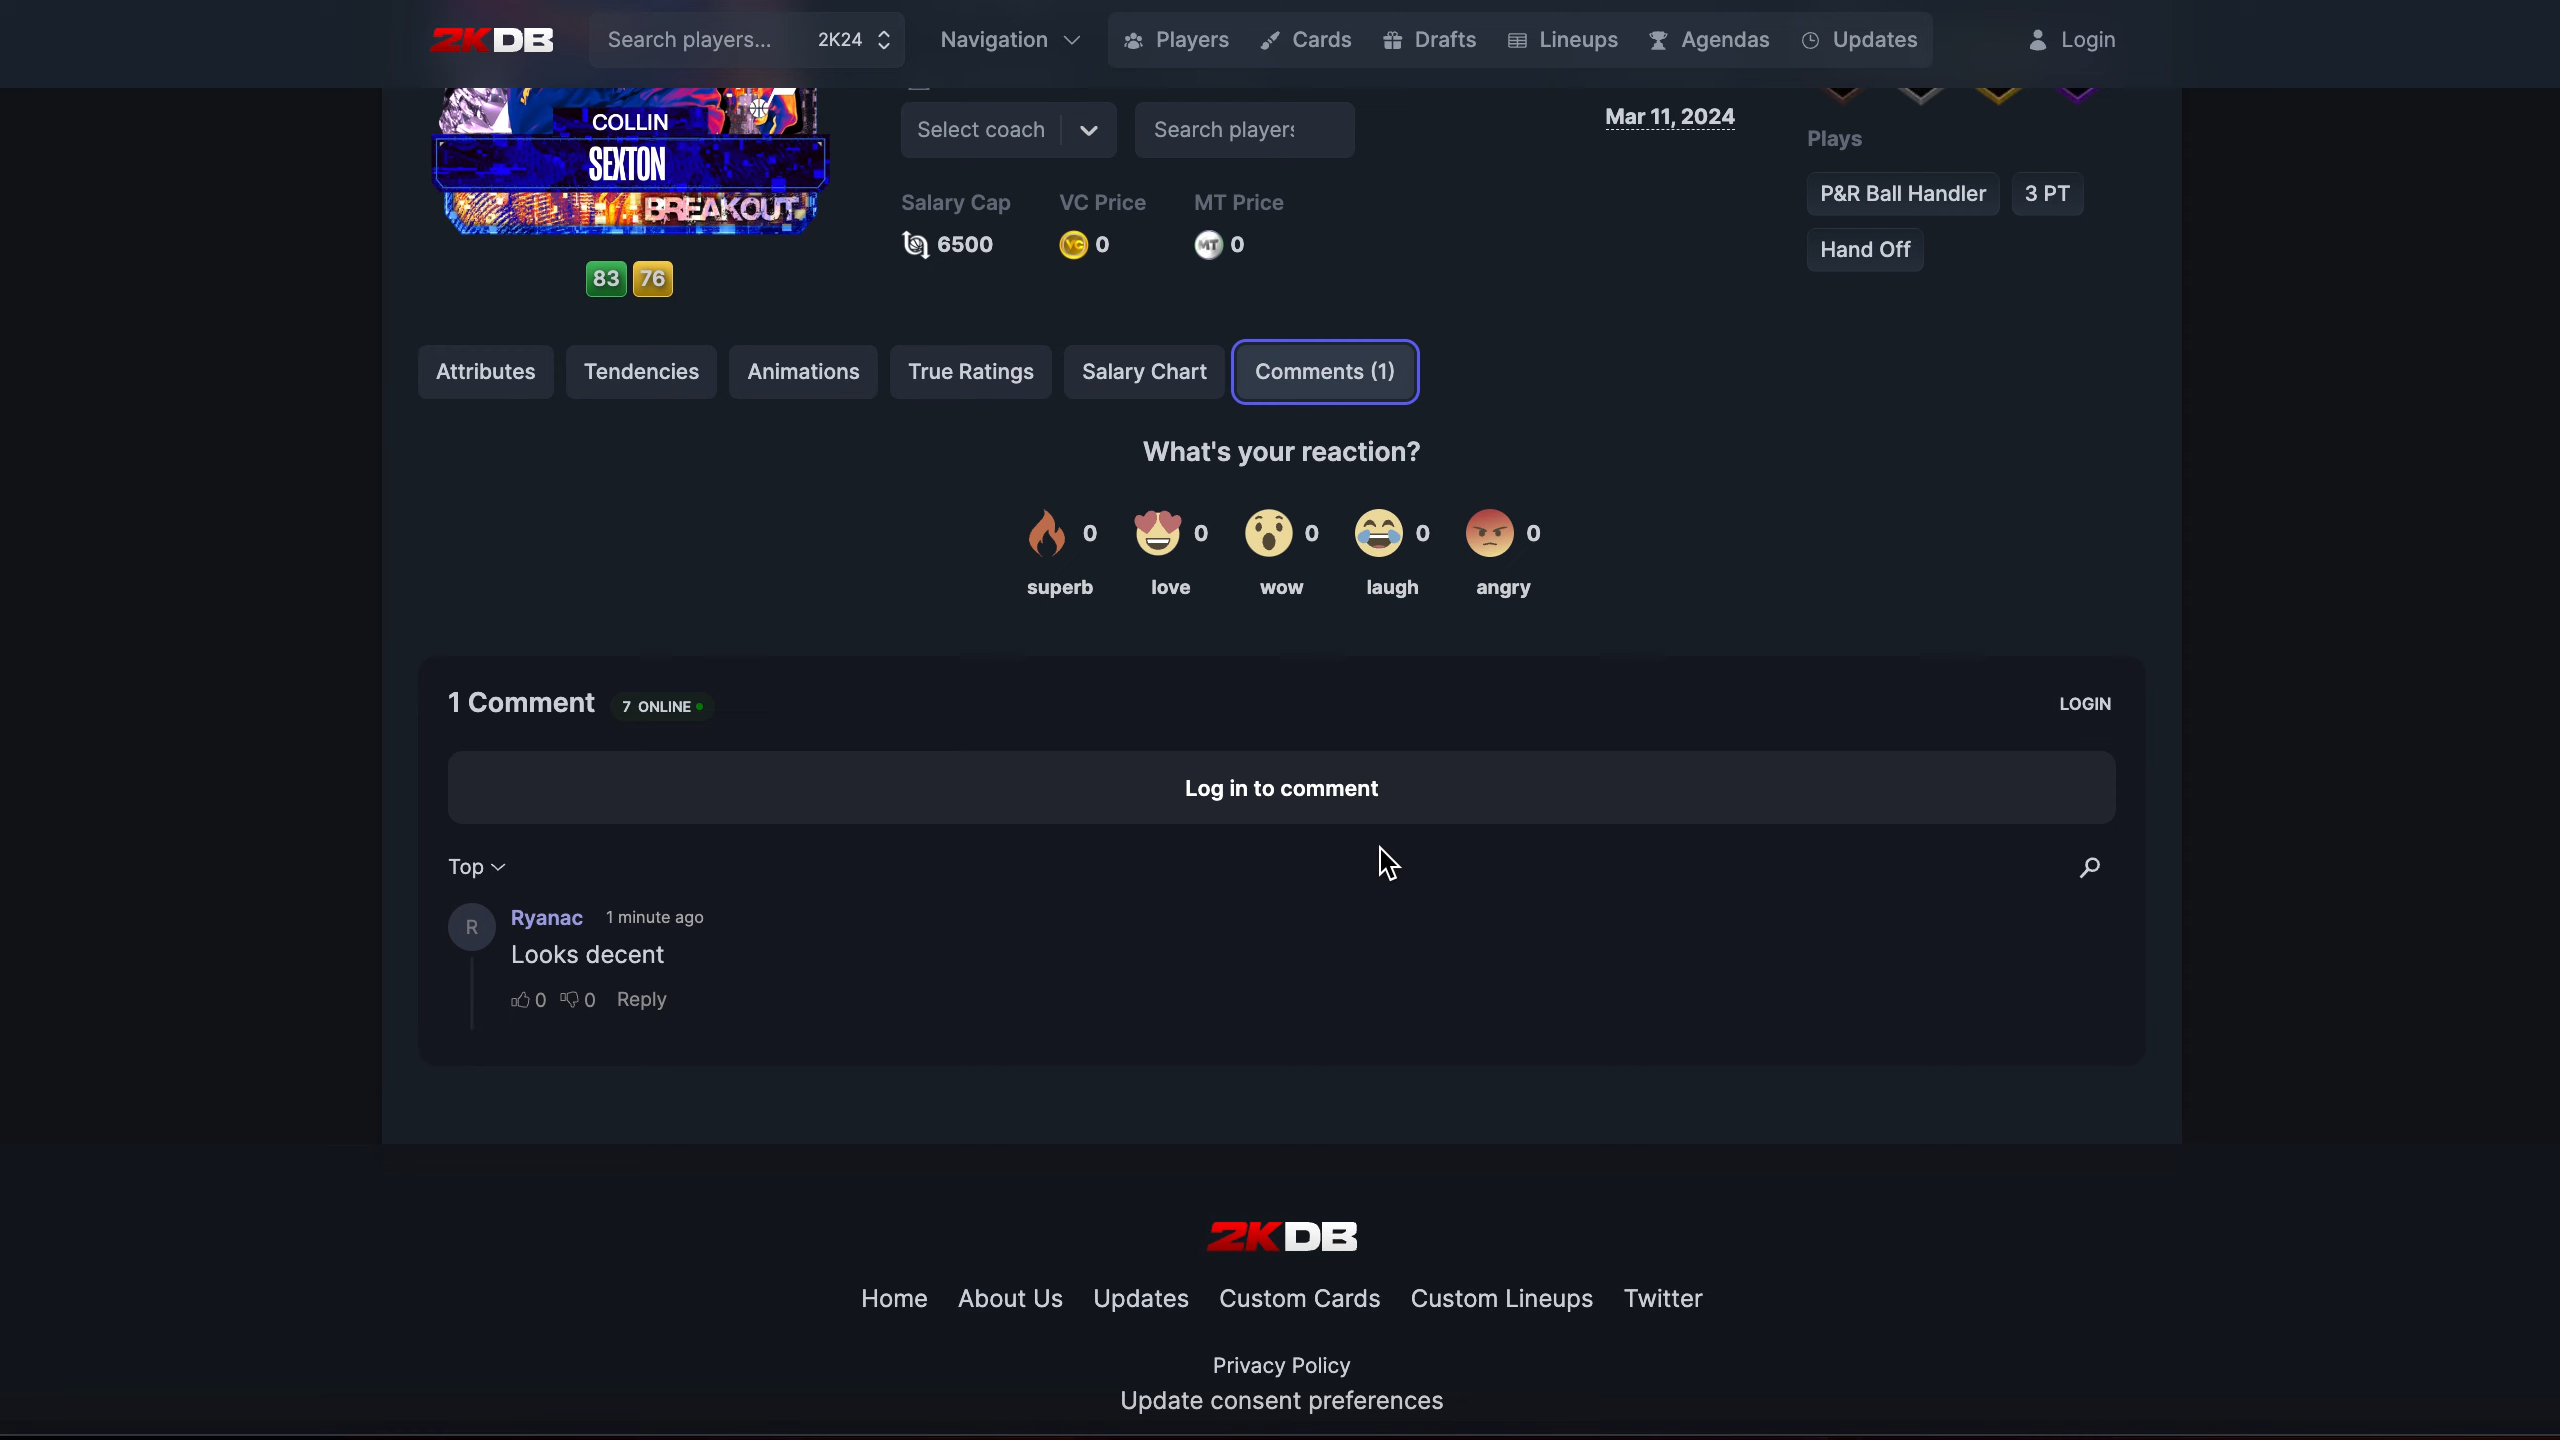 2KDB Search players... 2K24 Navigation Players Cards Drafts Lineups Agendas Updates Login
COLLIN
SEXTON
BREAKOUT
83 76
Select coach Search players
Mar 11, 2024
Salary Cap VC Price MT Price
6500 VC 0 MT 0
Plays
P&R Ball Handler 3 PT
Hand Off
Attributes Tendencies Animations True Ratings Salary Chart Comments (1)
What's your reaction?
0 0 0 0 0
superb love wow laugh angry
1 Comment 7 ONLINE LOGIN
Log in to comment
Top
R Ryanac 1 minute ago
Looks decent
0 0 Reply
2KDB
Home About Us Updates Custom Cards Custom Lineups Twitter
Privacy Policy
Update consent preferences